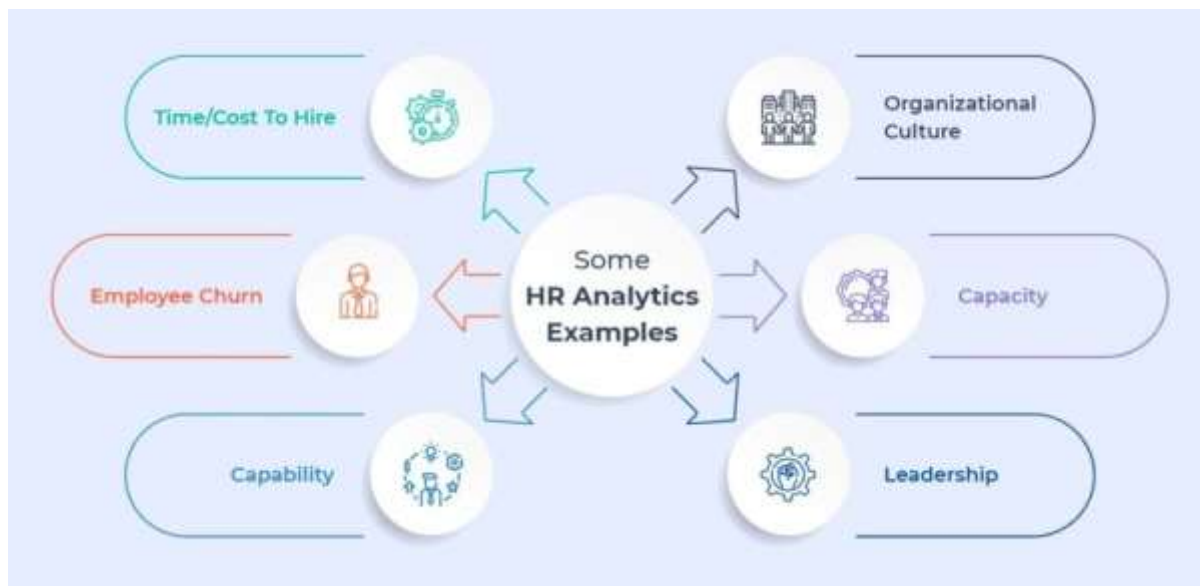 Time/Cost To Hire
Organizational
Culture
Some
HR Analytics
Examples
Employee Churn
Capacity
Capability
Leadership